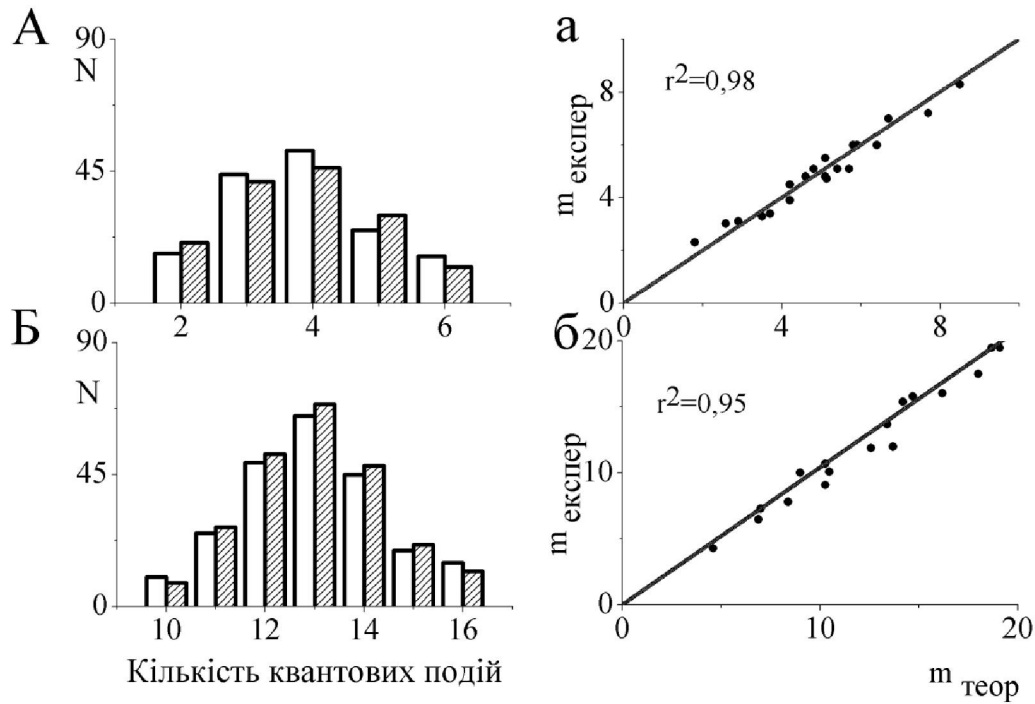 А
90
N
45
0
2 4 6
а
r²=0,98
m експер
8
4
0
0 4 8
Б
90
N
45
0
10 12 14 16
Кількість квантових подій
б
r²=0,95
m експер
20
10
0
0 10 20
m теор